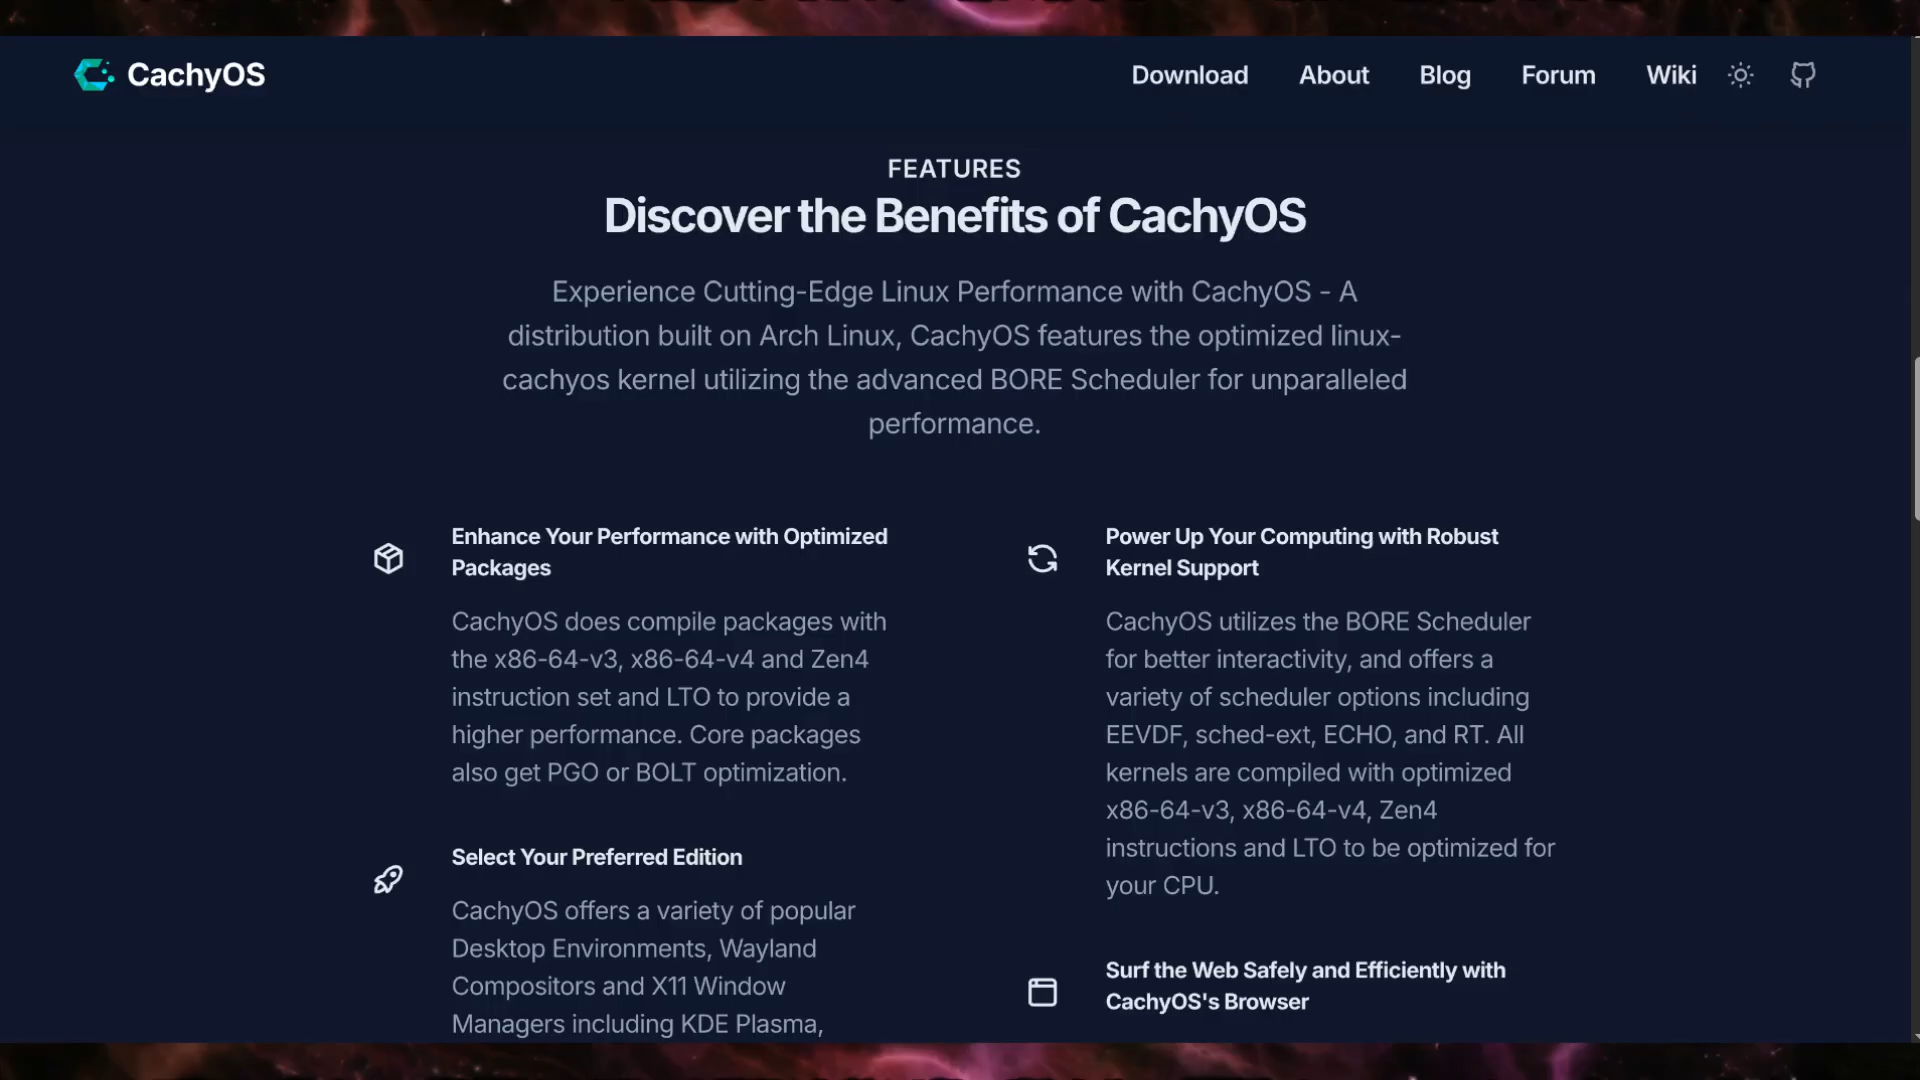 CachyOS
Download
About
Blog
Forum
Wiki
FEATURES
Discover the Benefits of CachyOS
Experience Cutting-Edge Linux Performance with CachyOS - A
distribution built on Arch Linux, CachyOS features the optimized linux-
cachyos kernel utilizing the advanced BORE Scheduler for unparalleled
performance.
Enhance Your Performance with Optimized
Packages
CachyOS does compile packages with
the x86-64-v3, x86-64-v4 and Zen4
instruction set and LTO to provide a
higher performance. Core packages
also get PGO or BOLT optimization.
Select Your Preferred Edition
CachyOS offers a variety of popular
Desktop Environments, Wayland
Compositors and X11 Window
Managers including KDE Plasma,
Power Up Your Computing with Robust
Kernel Support
CachyOS utilizes the BORE Scheduler
for better interactivity, and offers a
variety of scheduler options including
EEVDF, sched-ext, ECHO, and RT. All
kernels are compiled with optimized
x86-64-v3, x86-64-v4, Zen4
instructions and LTO to be optimized for
your CPU.
Surf the Web Safely and Efficiently with
CachyOS's Browser